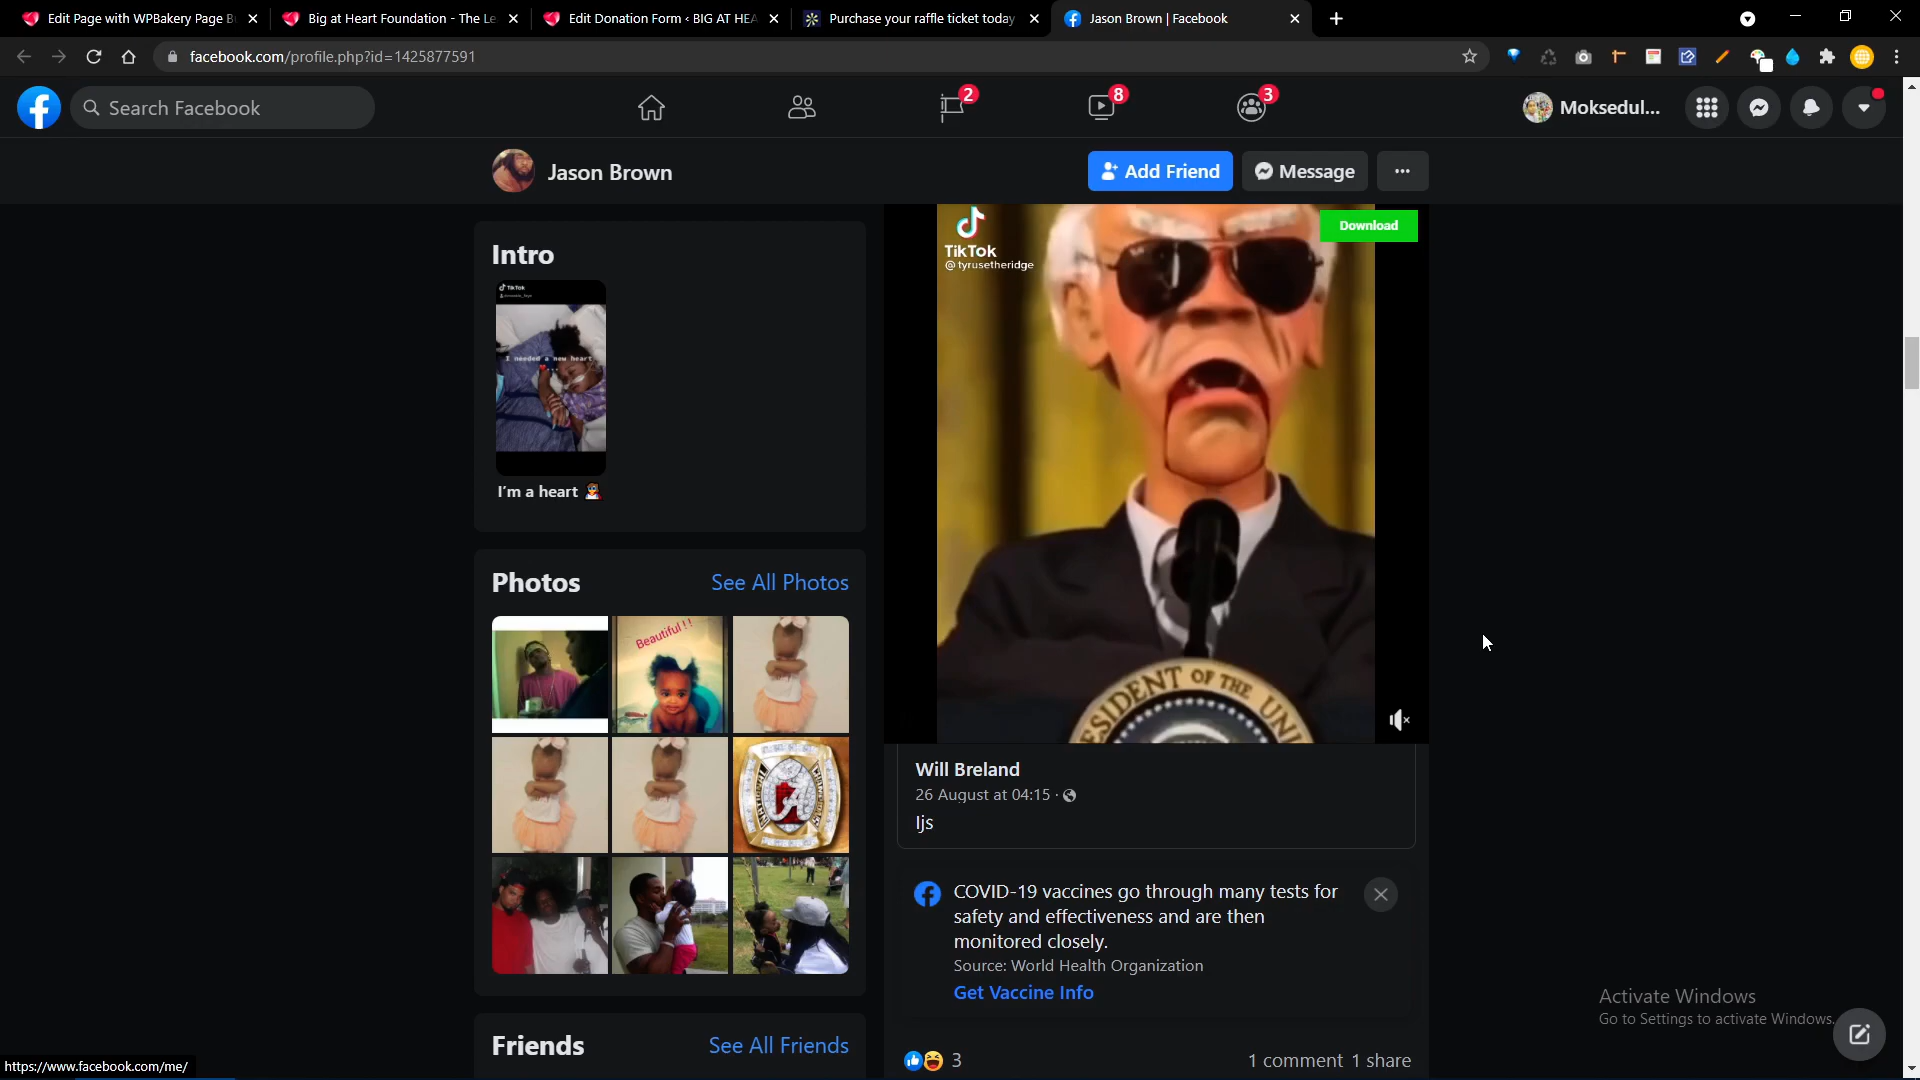 Edit Page with WPBakery Page B
Big at Heart Foundation - The Le
Edit Donation Form ‹ BIG AT HEA
Purchase your raffle ticket today
Jason Brown | Facebook
facebook.com/profile.php?id=1425877591
Search Facebook
2
8
3
Moksedul...
Jason Brown
Add Friend
Message
Intro
TikTok
I needed a new heart
I'm a heart
Photos
See All Photos
Beautiful!!
A
Friends
See All Friends
TikTok
@tyrusetheridge
Download
ESIDENT OF THE UNI
Will Breland
26 August at 04:15 ·
Ijs
COVID-19 vaccines go through many tests for
safety and effectiveness and are then
monitored closely.
Source: World Health Organization
Get Vaccine Info
3
1 comment 1 share
Activate Windows
Go to Settings to activate Windows.
https://www.facebook.com/me/